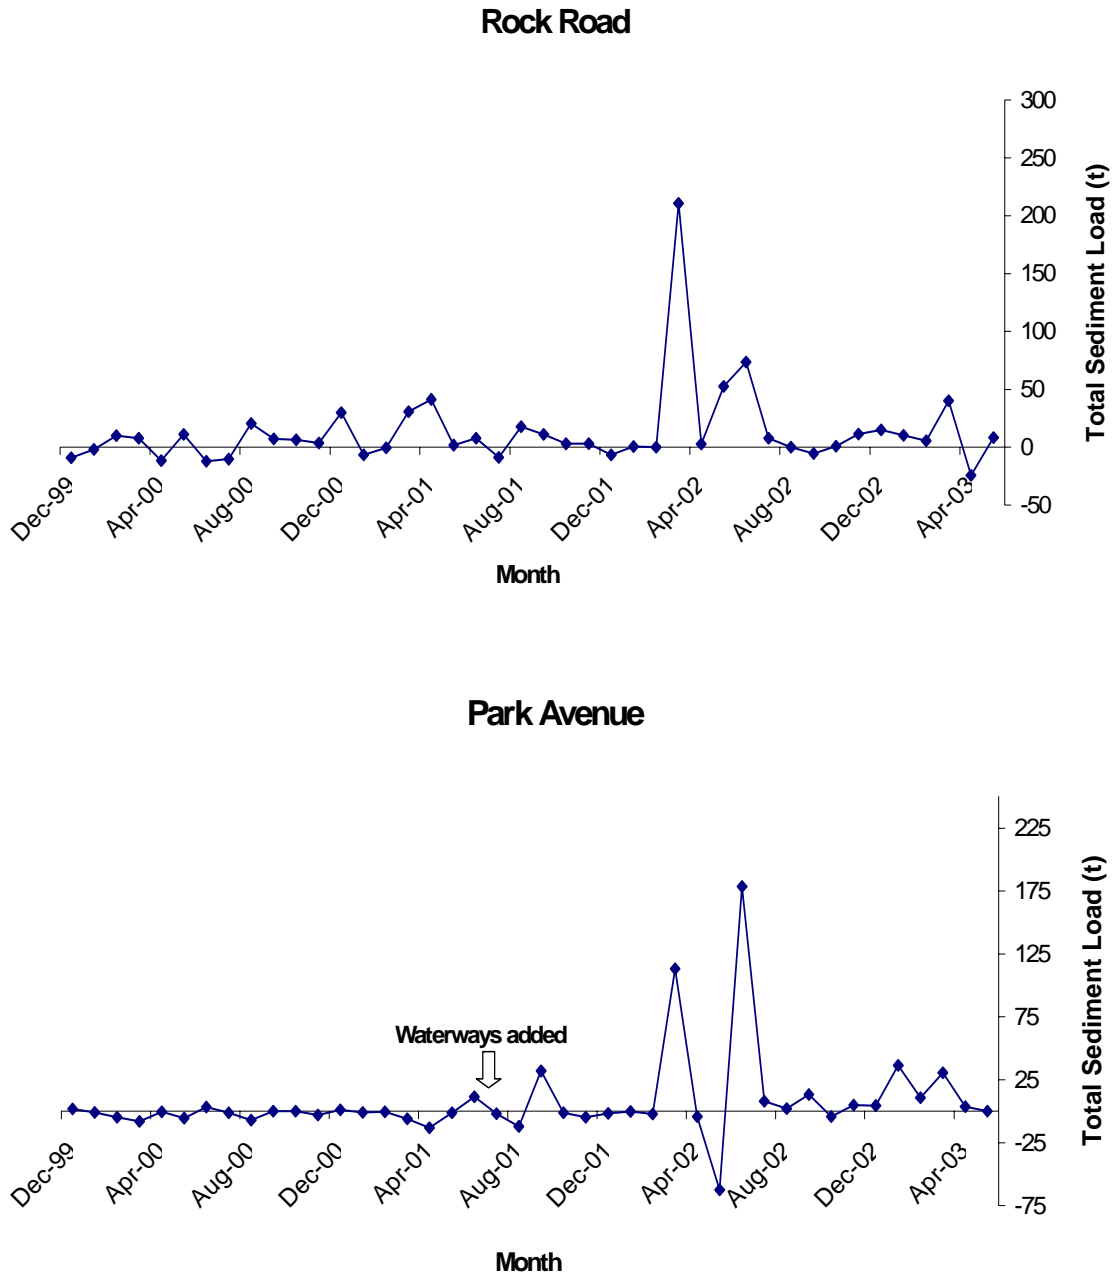 Rock Road
300
250
200
150
100
50
0
-50
Total Sediment Load (t)
Dec-99 Apr-00 Aug-00 Dec-00 Apr-01 Aug-01 Dec-01 Apr-02 Aug-02 Dec-02 Apr-03
Month
Park Avenue
225
175
125
75
25
-25
-75
Total Sediment Load (t)
Waterways added
Dec-99 Apr-00 Aug-00 Dec-00 Apr-01 Aug-01 Dec-01 Apr-02 Aug-02 Dec-02 Apr-03
Month